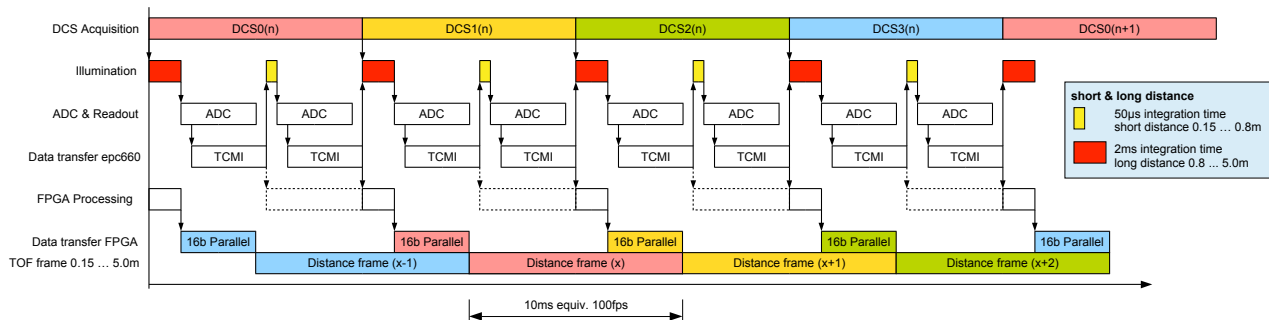 DCS Acquisition DCS0(n) DCS1(n) DCS2(n) DCS3(n) DCS0(n+1)
Illumination
short & long distance
50µs integration time
short distance 0.15 … 0.8m
2ms integration time
long distance 0.8 ... 5.0m
ADC & Readout ADC ADC ADC ADC ADC ADC ADC ADC
Data transfer epc660 TCMI TCMI TCMI TCMI TCMI TCMI TCMI TCMI
FPGA Processing
Data transfer FPGA 16b Parallel 16b Parallel 16b Parallel 16b Parallel 16b Parallel
TOF frame 0.15 … 5.0m Distance frame (x-1) Distance frame (x) Distance frame (x+1) Distance frame (x+2)
10ms equiv. 100fps